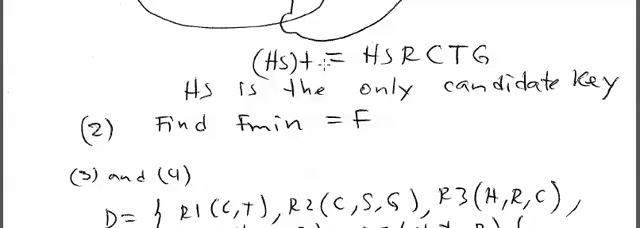 (HS)+ = HSRCTG
HS is the only candidate key
(2) Find Fmin = F
(3) and (4)
D= { R1(C,T), R2(C,S,G), R3(H,R,C),